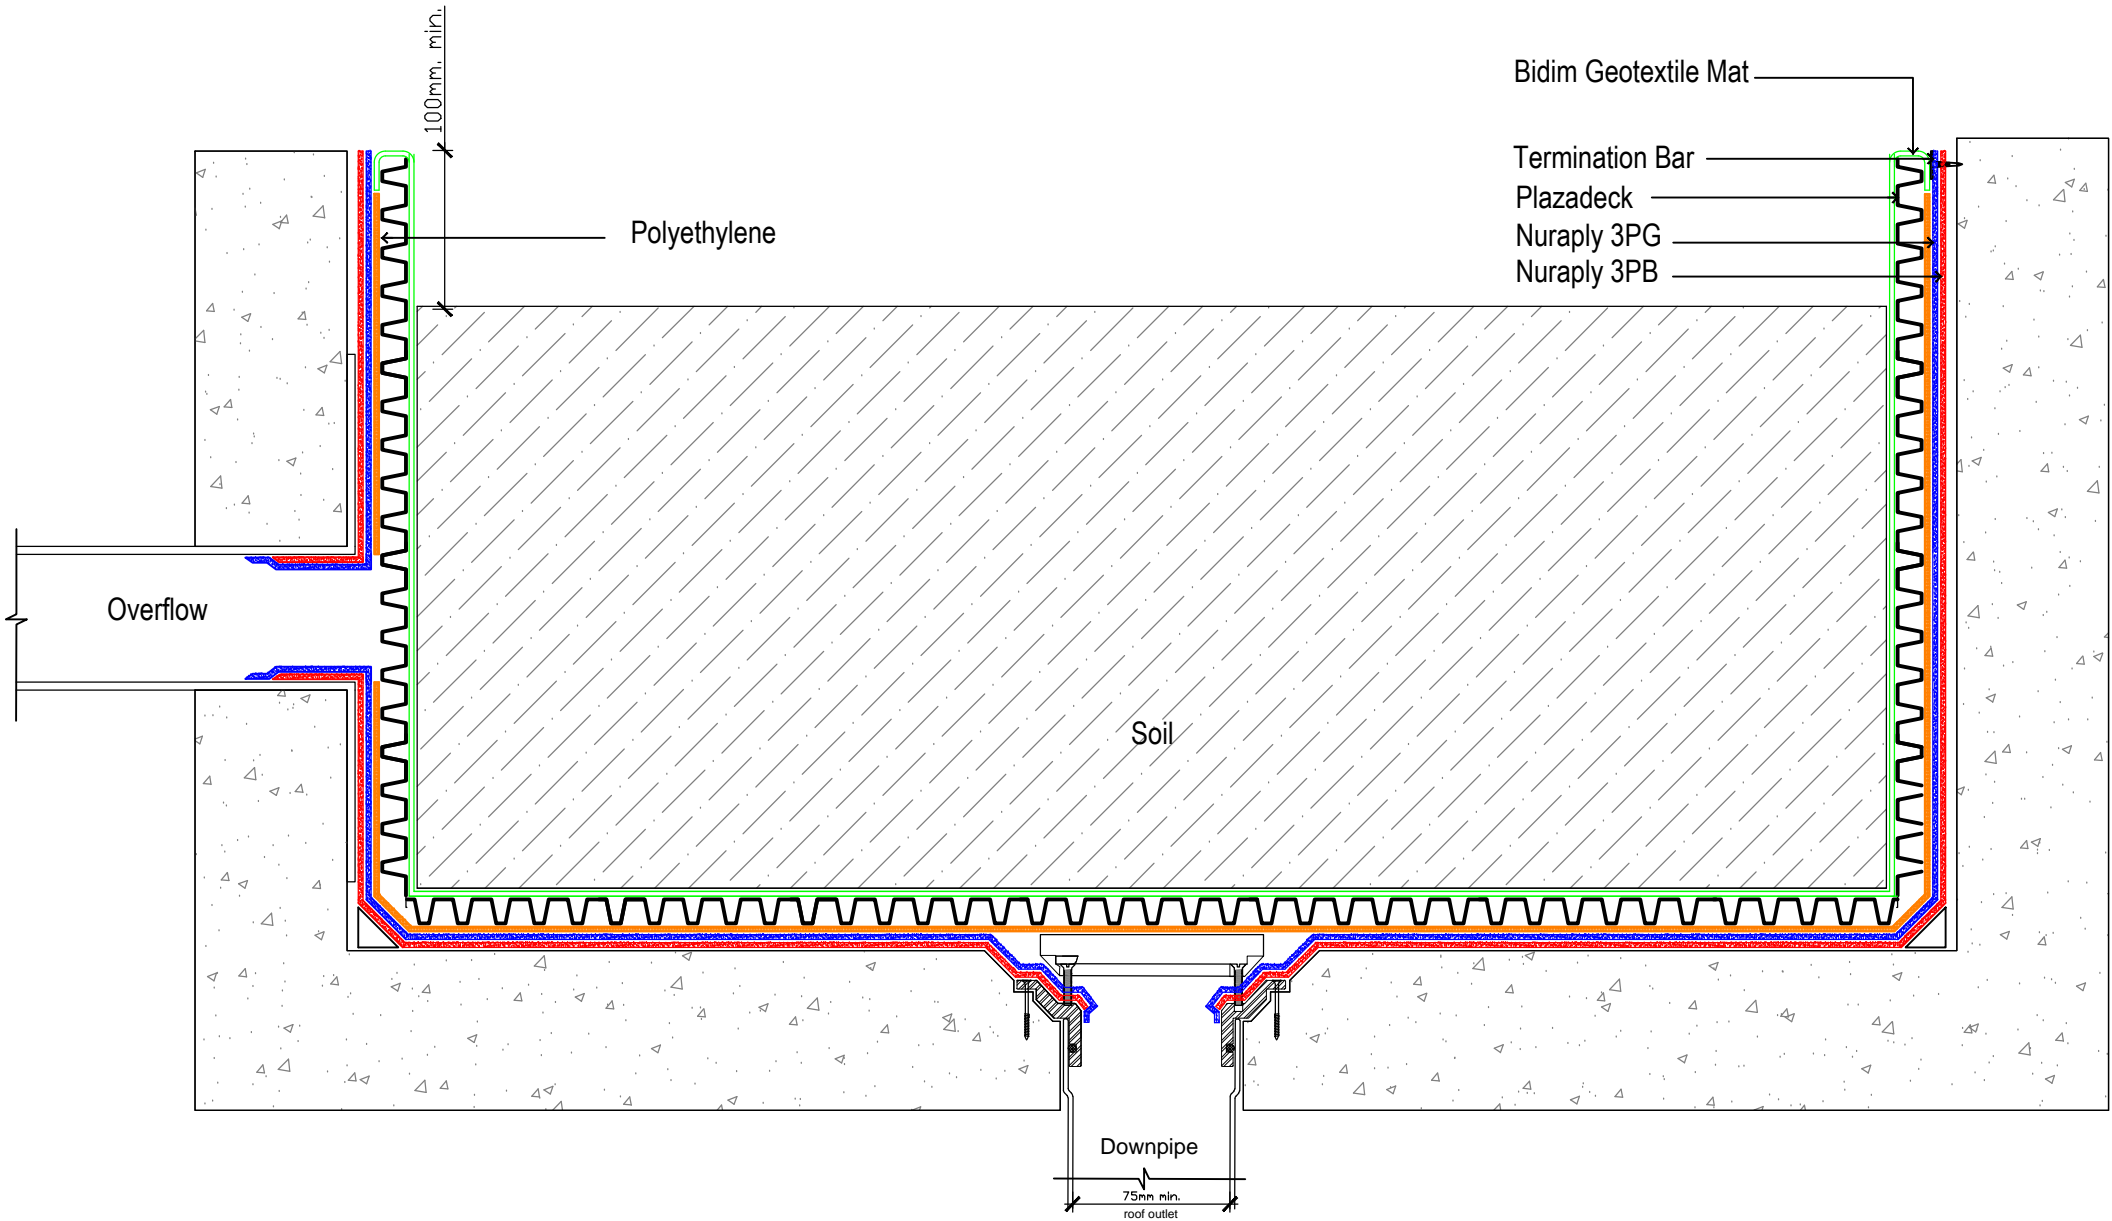 100mm. min.
Bidim Geotextile Mat
Termination Bar
Plazadeck
Polyethylene
Nuraply 3PG
Nuraply 3PB
Overflow
Soil
Downpipe
75mm min.
roof outlet